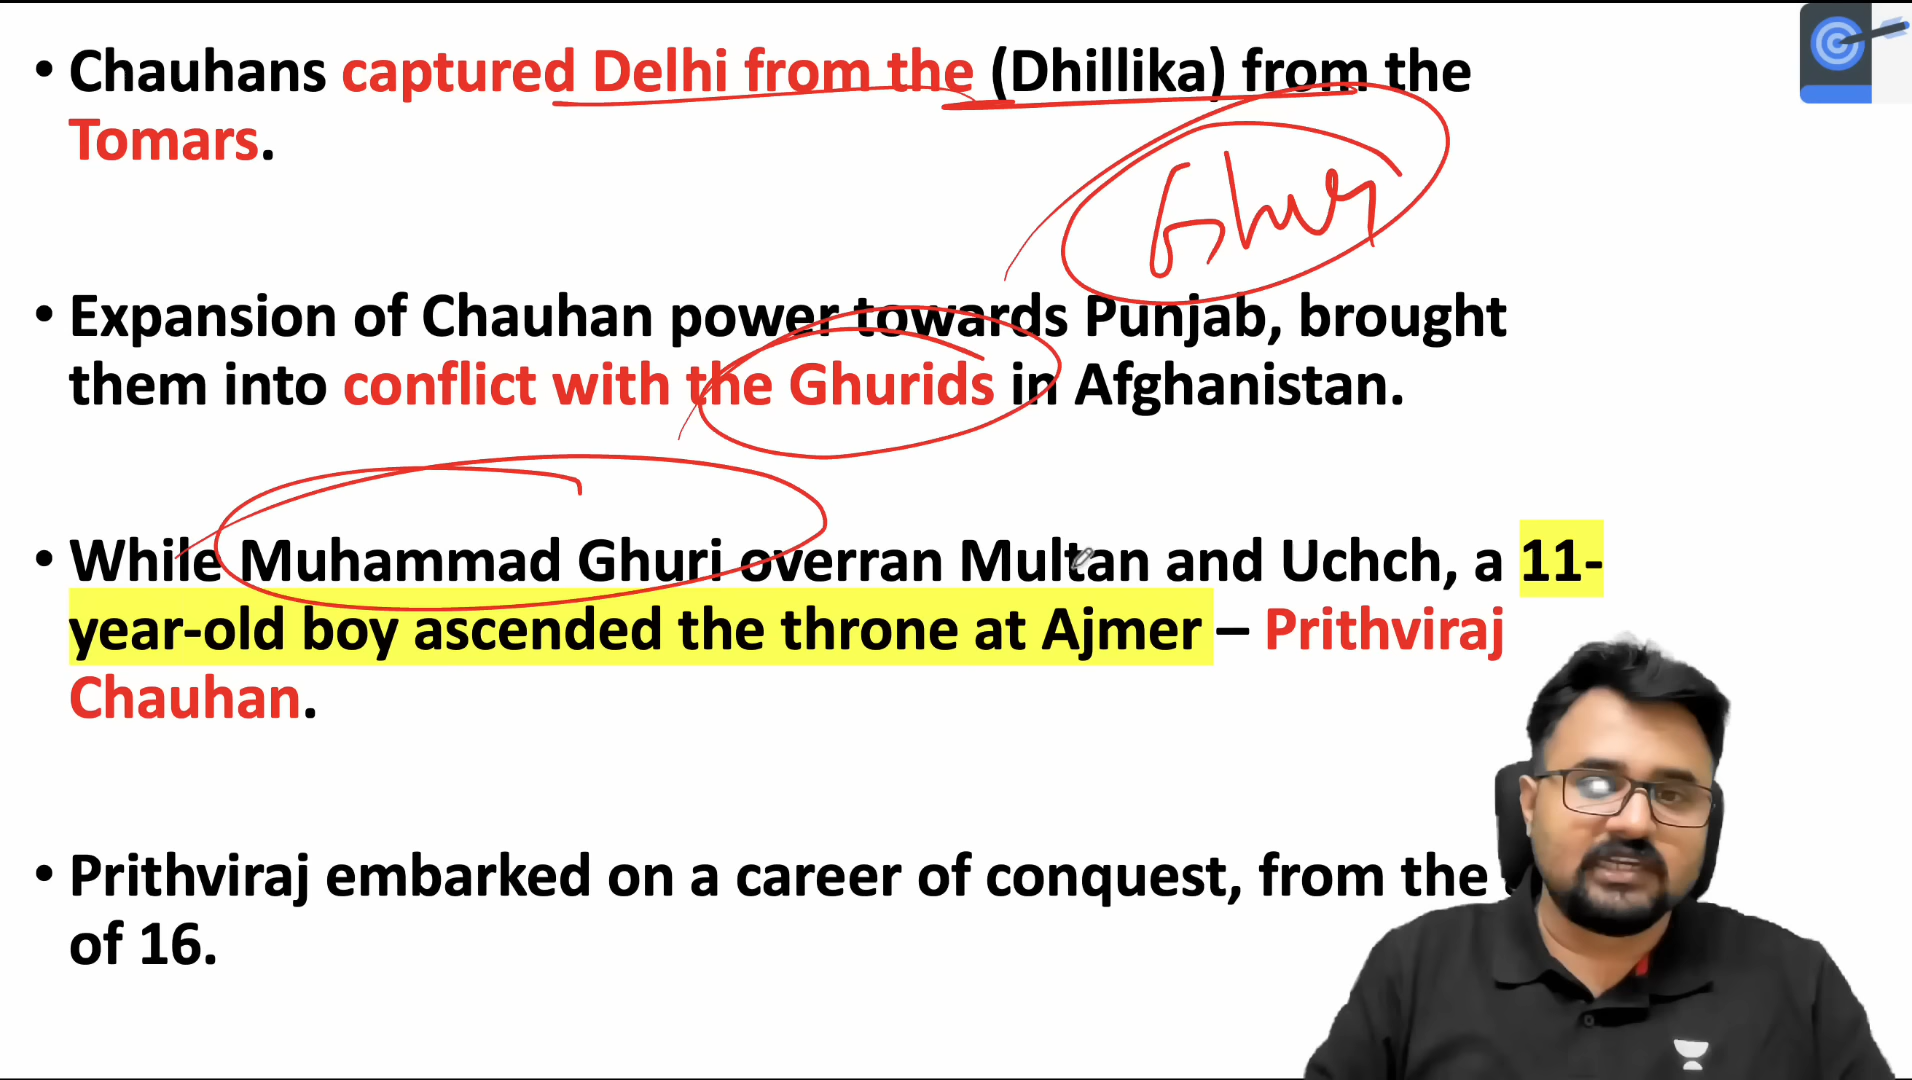 • Chauhans captured Delhi from the (Dhillika) from the
Tomars.
Ghur
• Expansion of Chauhan power towards Punjab, brought
them into conflict with the Ghurids in Afghanistan.
• While Muhammad Ghuri overran Multan and Uchch, a 11-
year-old boy ascended the throne at Ajmer – Prithviraj
Chauhan.
• Prithviraj embarked on a career of conquest, from the
of 16.